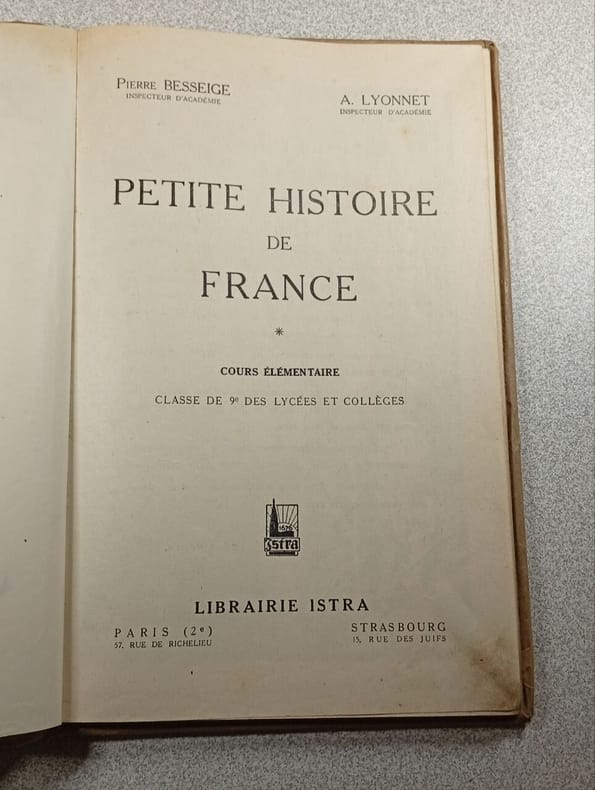 Pierre BESSEIGE
INSPECTEUR D'ACADÉMIE
A. LYONNET
INSPECTEUR D'ACADÉMIE
PETITE HISTOIRE
DE
FRANCE
*
COURS ÉLÉMENTAIRE
CLASSE DE 9e DES LYCÉES ET COLLÈGES
1676
Istra
LIBRAIRIE ISTRA
PARIS (2e)
57, RUE DE RICHELIEU
STRASBOURG
15, RUE DES JUIFS